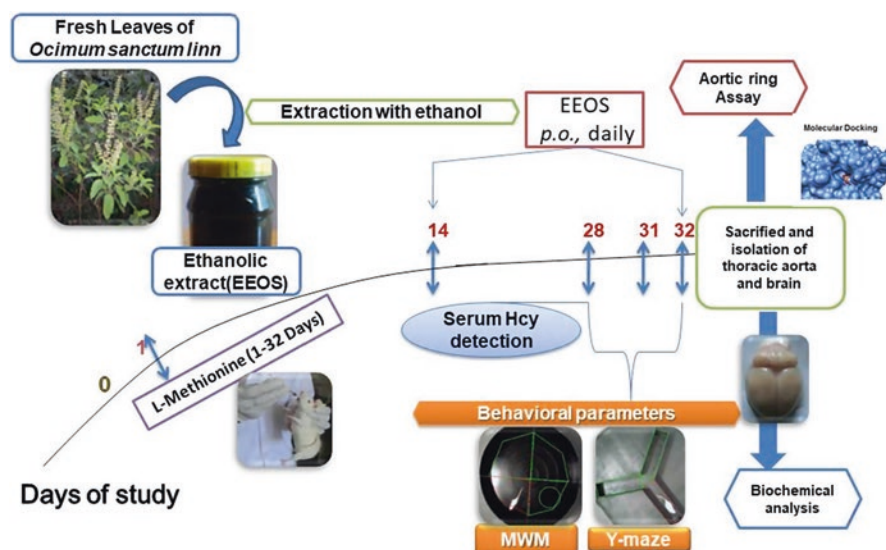 Fresh Leaves of
Ocimum sanctum linn
Extraction with ethanol
EEOS
p.o., daily
Aortic ring
Assay
Molecular Docking
Ethanolic
extract(EEOS)
14
28
31
32
Sacrified and
isolation of
thoracic aorta
and brain
Serum Hcy
detection
0
1
L-Methionine (1-32 Days)
Behavioral parameters
Days of study
MWM
Y-maze
Biochemical
analysis